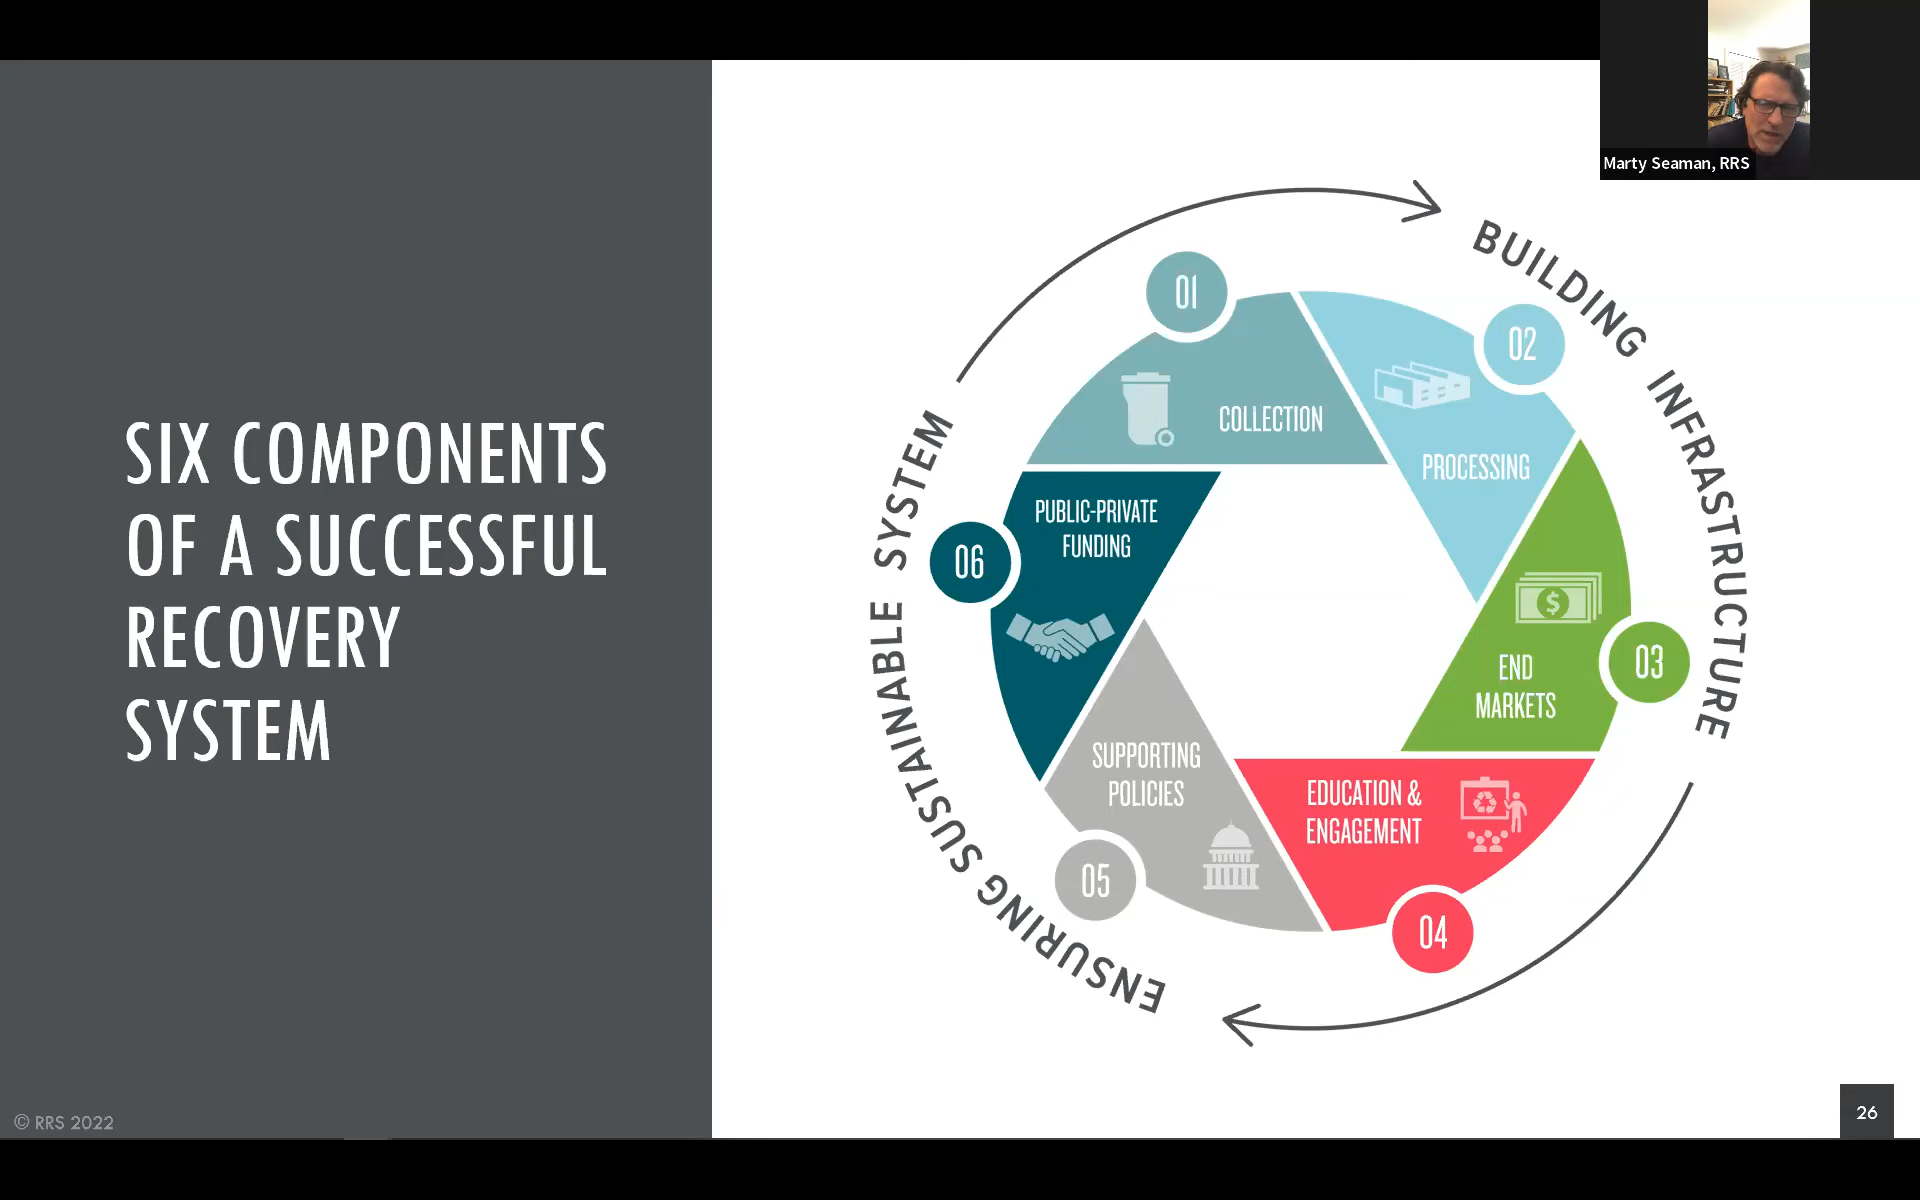 Marty Seaman, RRS
SIX COMPONENTS
OF A SUCCESSFUL
RECOVERY
SYSTEM
BUILDING INFRASTRUCTURE
01
COLLECTION
02
PROCESSING
03
END
MARKETS
04
EDUCATION &
ENGAGEMENT
05
SUPPORTING
POLICIES
06
PUBLIC-PRIVATE
FUNDING
ENSURING SUSTAINABLE SYSTEM
$
© RRS 2022
26